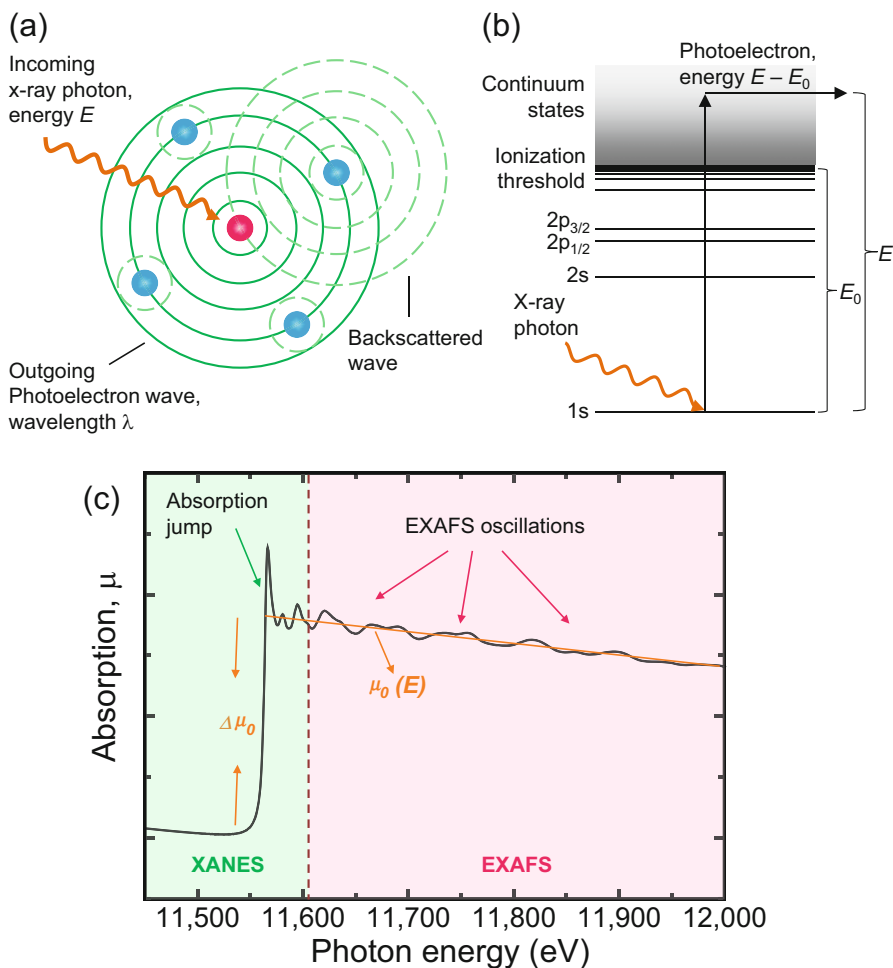 (a)
Incoming
x-ray photon,
energy E
Backscattered
wave
Outgoing
Photoelectron wave,
wavelength λ
(b)
Photoelectron,
energy E – E₀
Continuum
states
Ionization
threshold
2p₃/₂
2p₁/₂
2s
E
E₀
X-ray
photon
1s
(c)
Absorption
jump
EXAFS oscillations
Absorption, μ
μ₀ (E)
Δμ₀
XANES
EXAFS
11,500
11,600
11,700
11,800
11,900
12,000
Photon energy (eV)